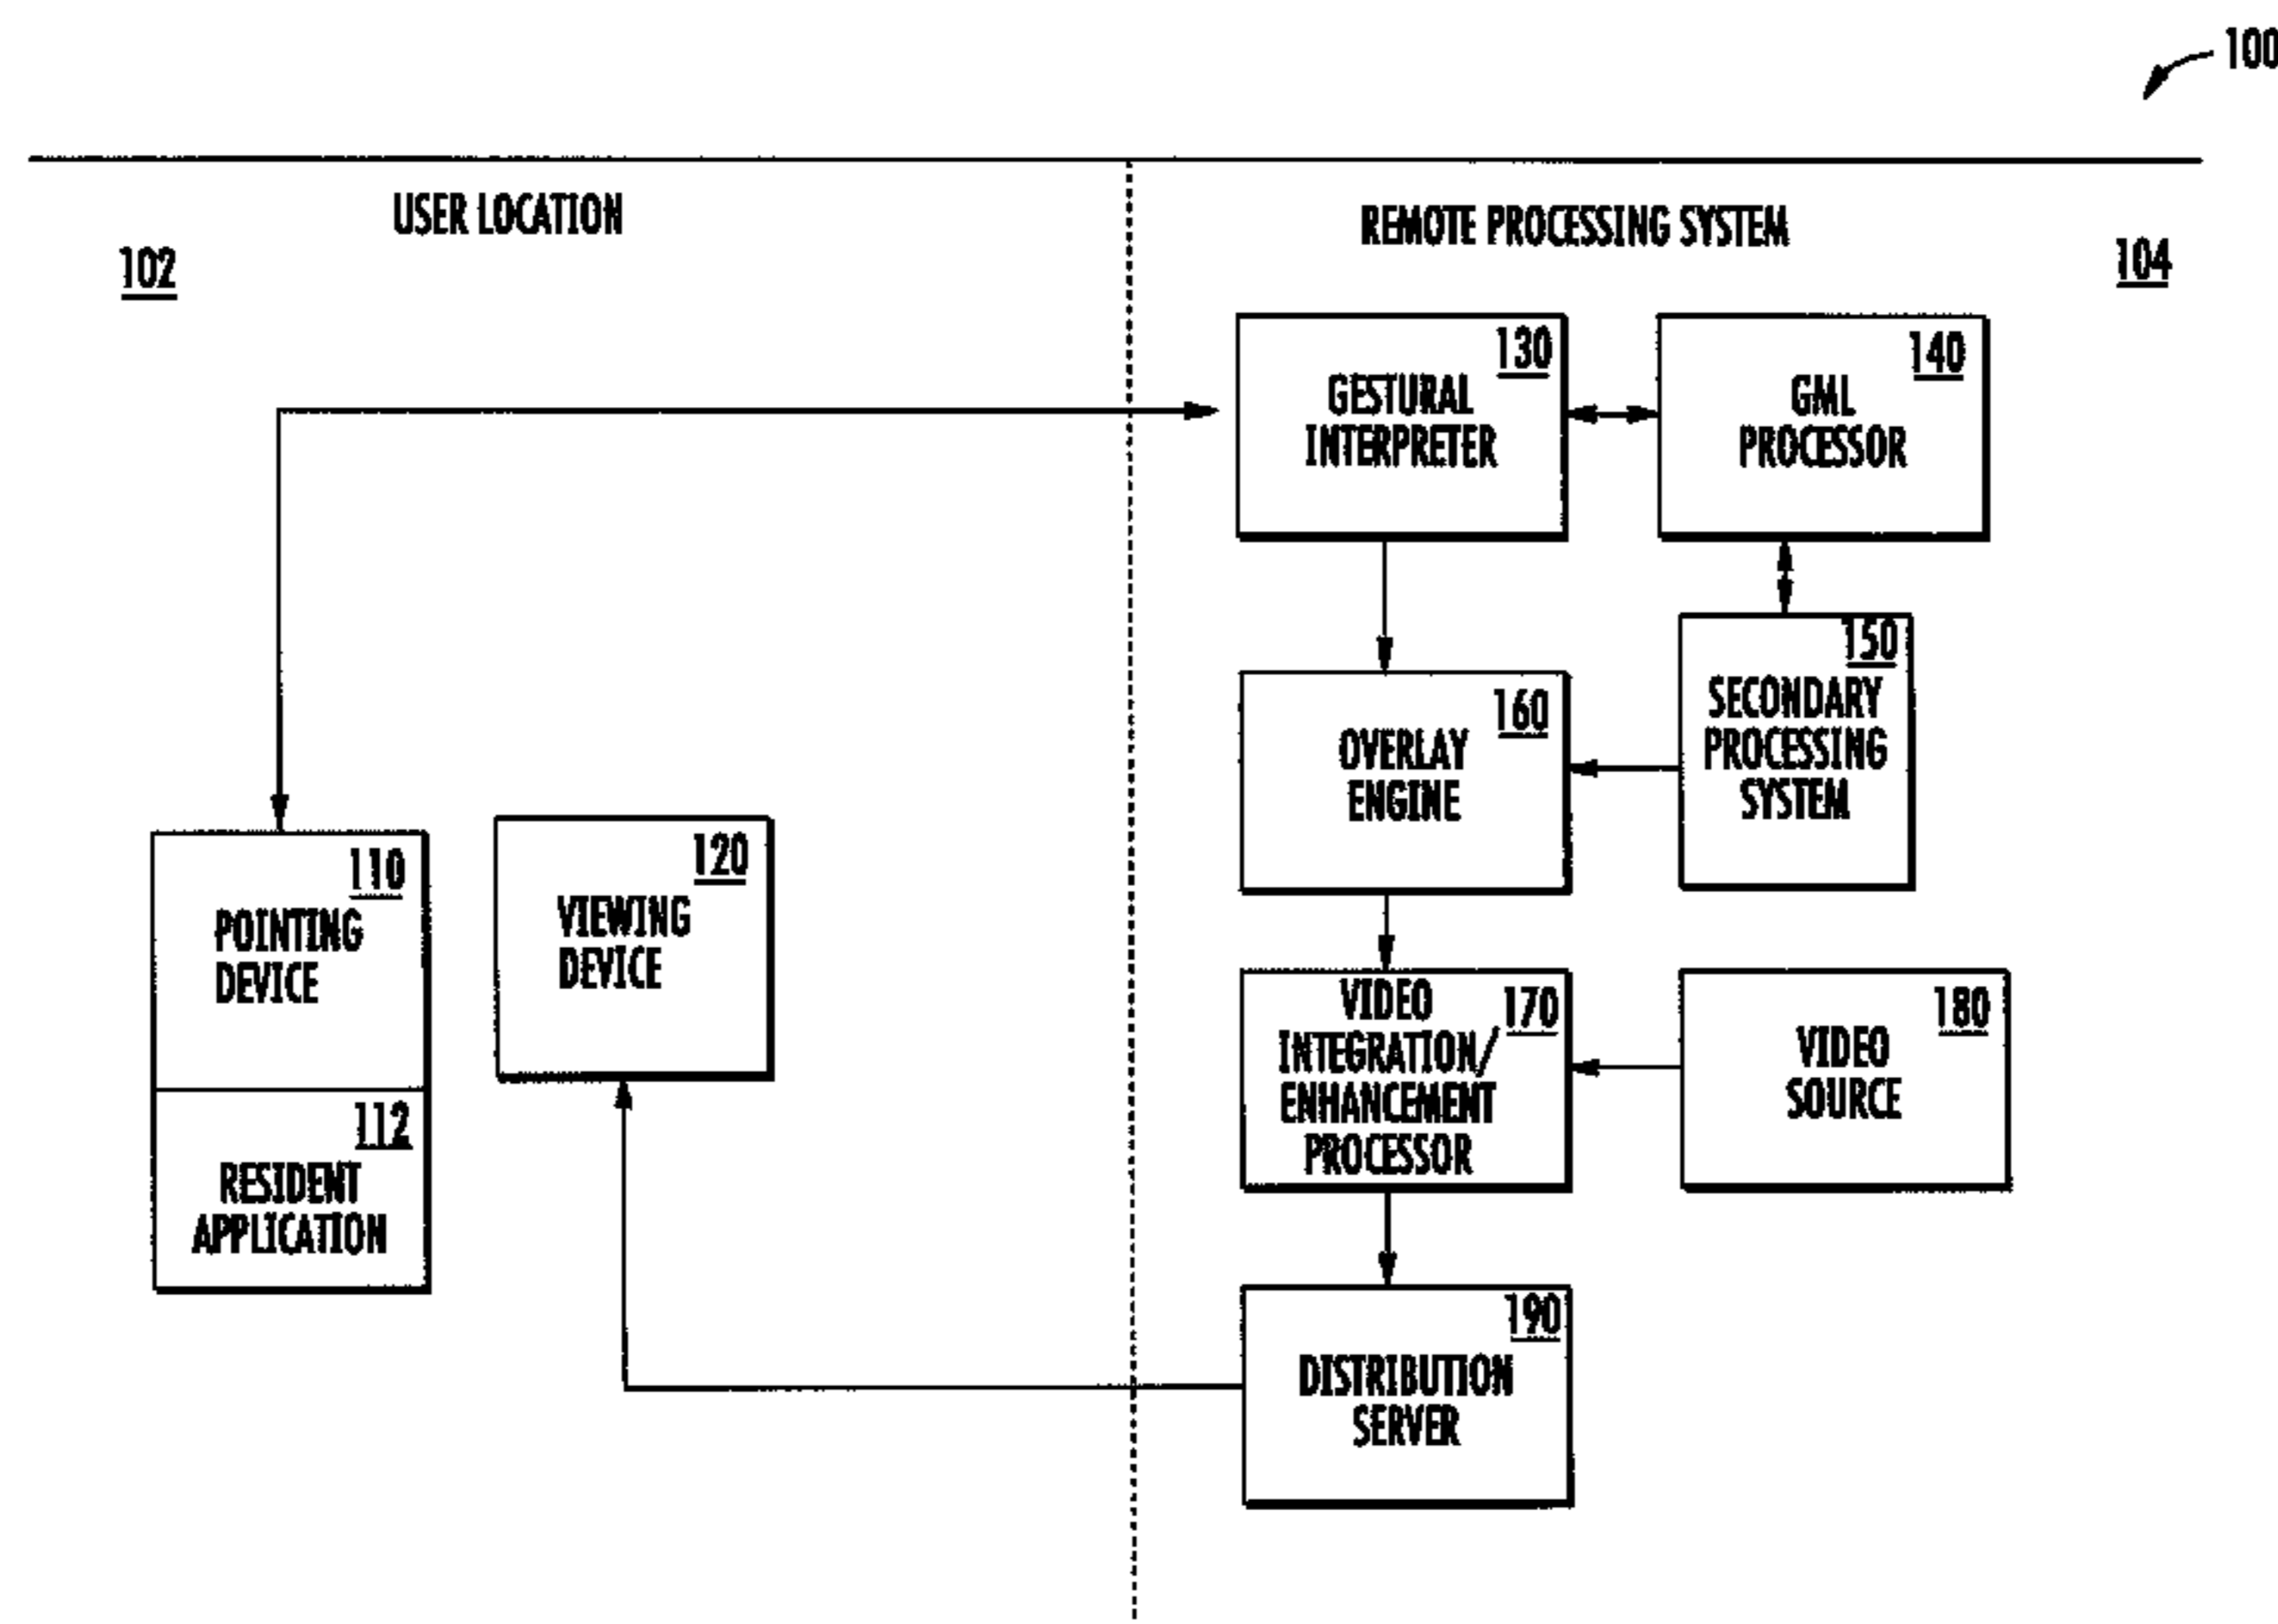 100
USER LOCATION
REMOTE PROCESSING SYSTEM
102
104
130
GESTURAL
INTERPRETER
140
GML
PROCESSOR
150
SECONDARY
PROCESSING
SYSTEM
160
OVERLAY
ENGINE
110
POINTING
DEVICE
120
VIEWING
DEVICE
112
RESIDENT
APPLICATION
170
VIDEO
INTEGRATION/
ENHANCEMENT
PROCESSOR
180
VIDEO
SOURCE
190
DISTRIBUTION
SERVER